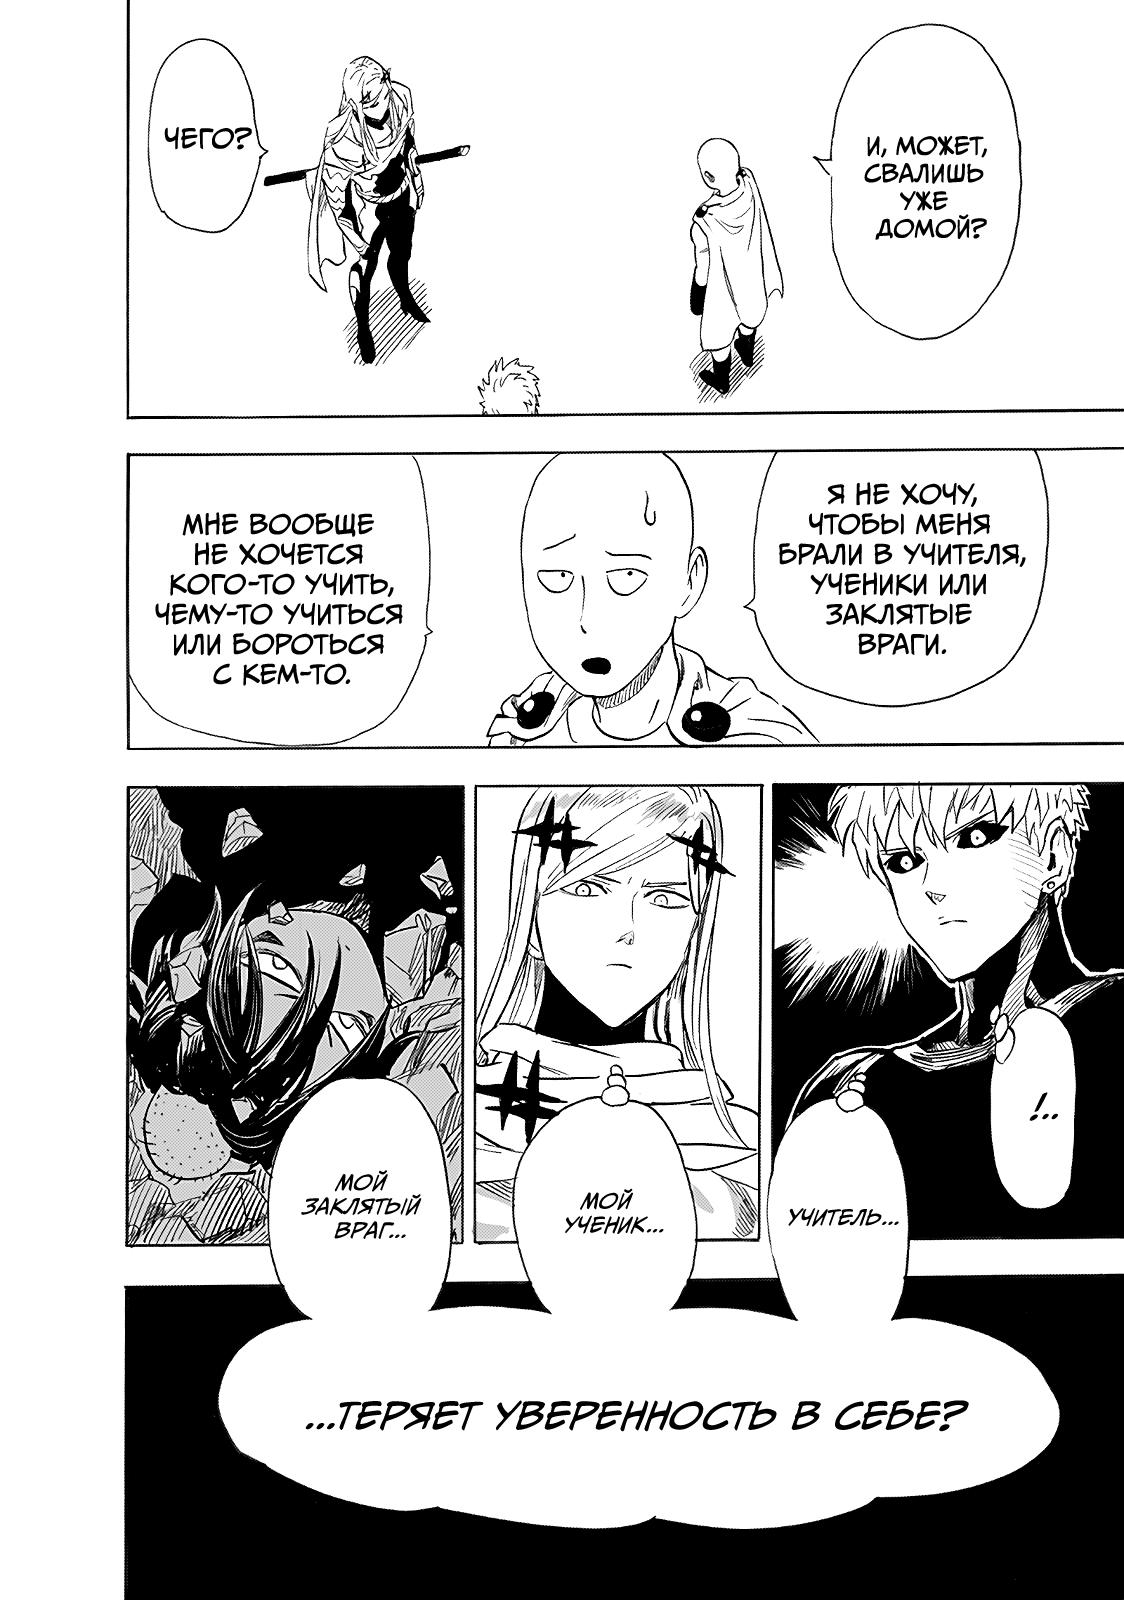 И, МОЖЕТ,
СВАЛИШЬ
УЖЕ
ДОМОЙ?
ЧЕГО?
Я НЕ ХОЧУ,
ЧТОБЫ МЕНЯ
БРАЛИ В УЧИТЕЛЯ,
УЧЕНИКИ ИЛИ
ЗАКЛЯТЫЕ
ВРАГИ.
МНЕ ВООБЩЕ
НЕ ХОЧЕТСЯ
КОГО-ТО УЧИТЬ,
ЧЕМУ-ТО УЧИТЬСЯ
ИЛИ БОРОТЬСЯ
С КЕМ-ТО.
!..
УЧИТЕЛЬ...
МОЙ
УЧЕНИК...
МОЙ
ЗАКЛЯТЫЙ
ВРАГ...
...ТЕРЯЕТ УВЕРЕННОСТЬ В СЕБЕ?